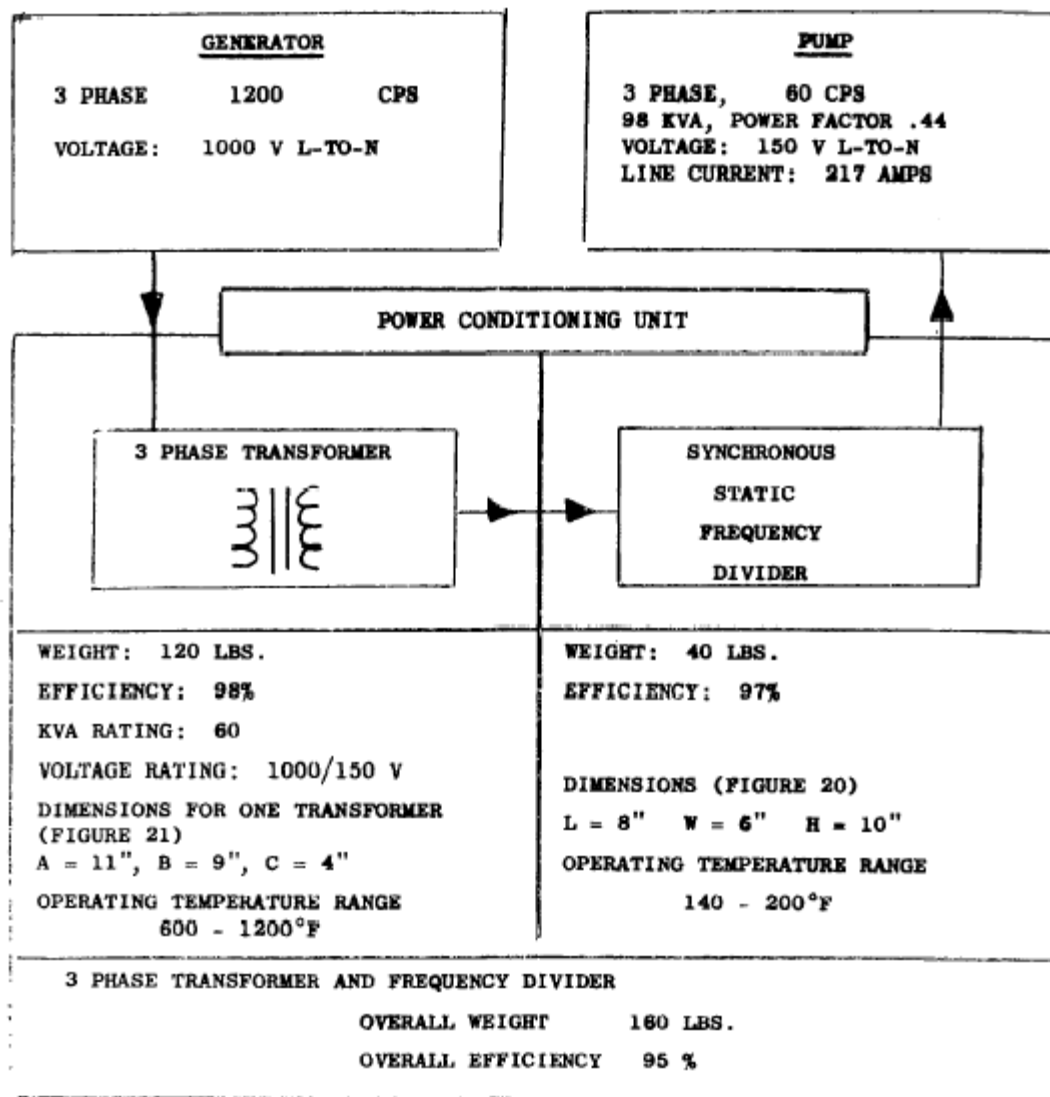 GENERATOR
3 PHASE 1200 CPS
VOLTAGE: 1000 V L-TO-N
PUMP
3 PHASE, 60 CPS
98 KVA, POWER FACTOR .44
VOLTAGE: 150 V L-TO-N
LINE CURRENT: 217 AMPS
POWER CONDITIONING UNIT
3 PHASE TRANSFORMER
SYNCHRONOUS
STATIC
FREQUENCY
DIVIDER
WEIGHT: 120 LBS.
EFFICIENCY: 98%
KVA RATING: 60
VOLTAGE RATING: 1000/150 V
DIMENSIONS FOR ONE TRANSFORMER
(FIGURE 21)
A = 11", B = 9", C = 4"
OPERATING TEMPERATURE RANGE
600 - 1200°F
WEIGHT: 40 LBS.
EFFICIENCY: 97%
DIMENSIONS (FIGURE 20)
L = 8" W = 6" H = 10"
OPERATING TEMPERATURE RANGE
140 - 200°F
3 PHASE TRANSFORMER AND FREQUENCY DIVIDER
OVERALL WEIGHT 160 LBS.
OVERALL EFFICIENCY 95 %